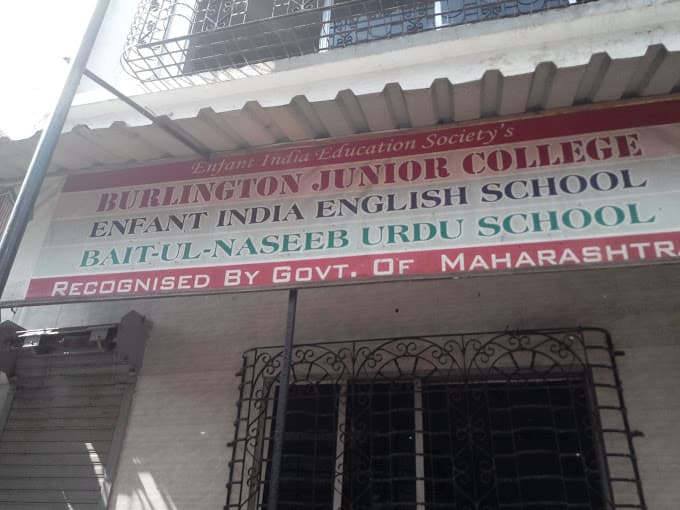 Enfant India Education Society's
BURLINGTON JUNIOR COLLEGE
ENFANT INDIA ENGLISH SCHOOL
BAIT-UL-NASEEB URDU SCHOOL
RECOGNISED BY GOVT. OF MAHARASHTRA